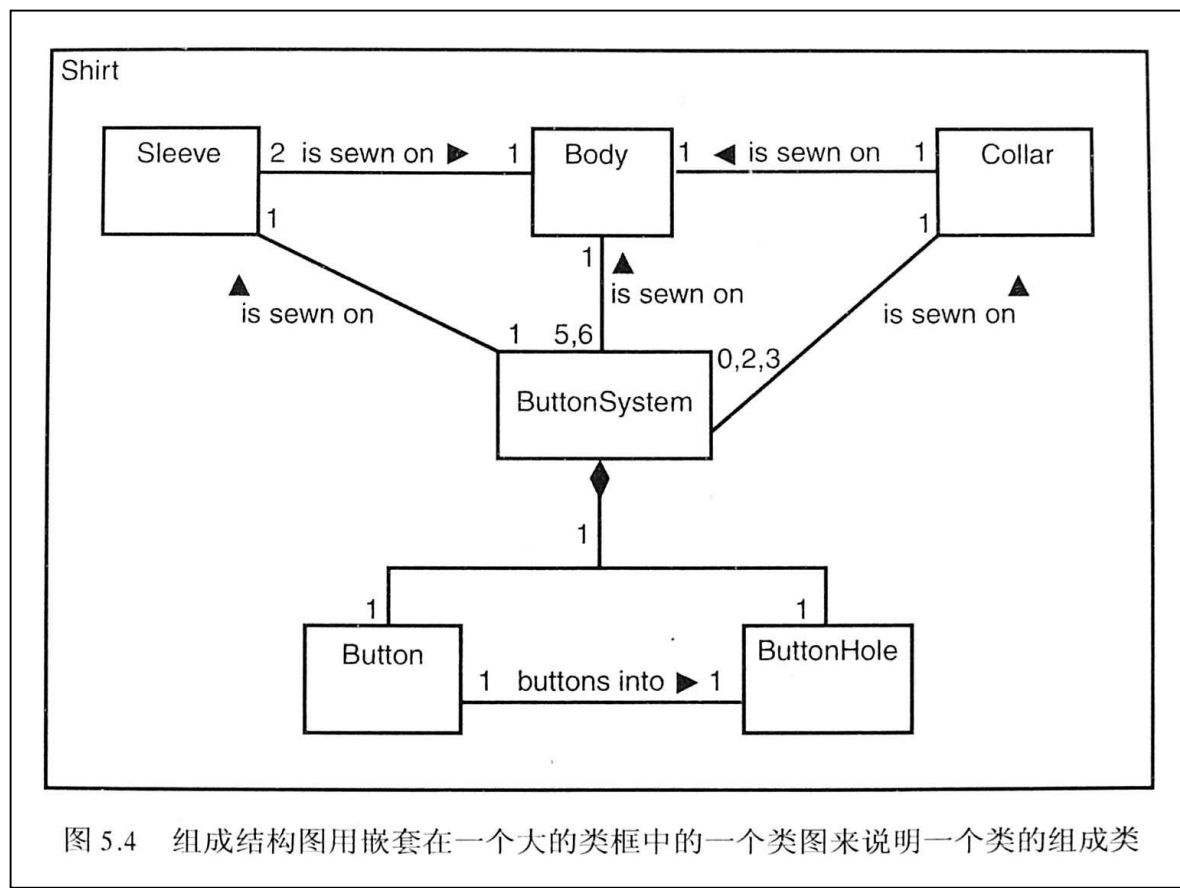 Shirt
Sleeve
2 is sewn on ► 1
Body
1 ◄ is sewn on 1
Collar
1
1
1
▲
is sewn on
▲
is sewn on
▲
is sewn on
1
5,6
0,2,3
ButtonSystem
1
1
1
Button
ButtonHole
1 buttons into ► 1
图 5.4 组成结构图用嵌套在一个大的类框中的一个类图来说明一个类的组成类